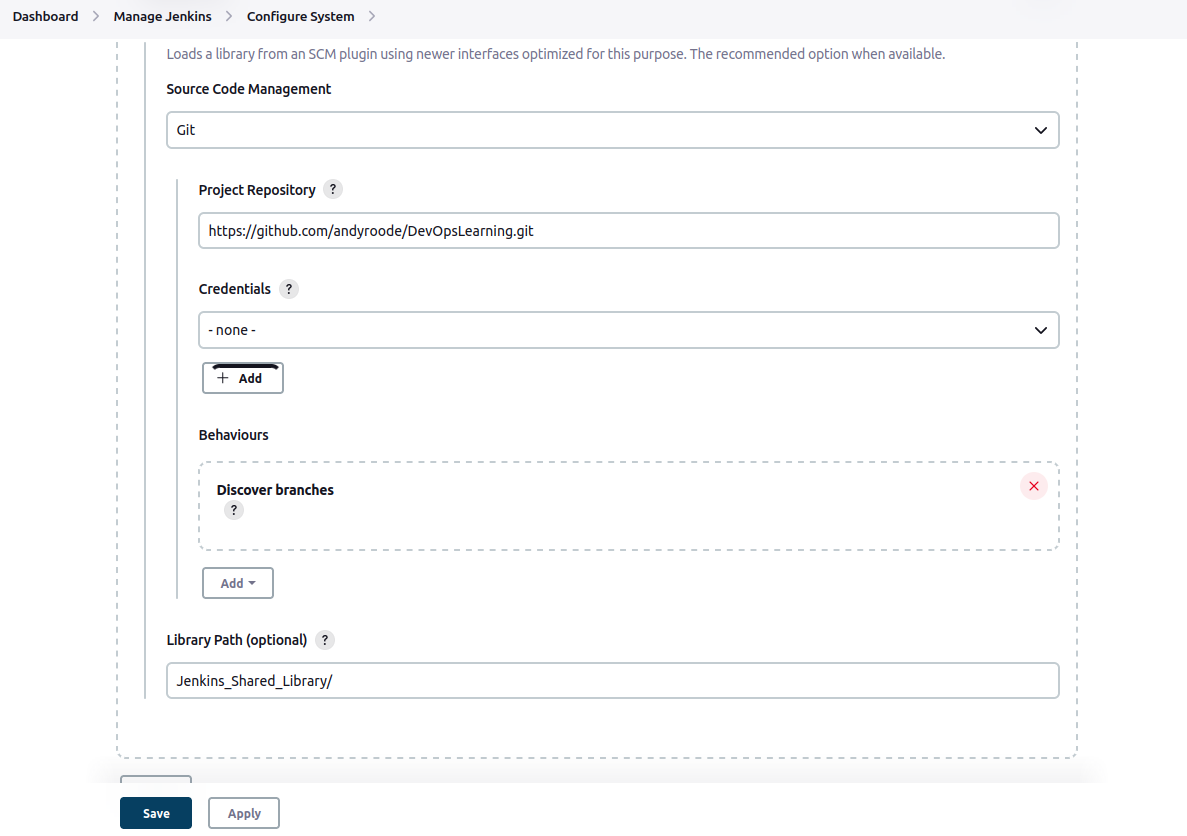 Dashboard > Manage Jenkins > Configure System >
Loads a library from an SCM plugin using newer interfaces optimized for this purpose. The recommended option when available.
Source Code Management
Git
Project Repository ?
https://github.com/andyroode/DevOpsLearning.git
Credentials ?
- none -
+ Add
Behaviours
Discover branches
?
Add
Library Path (optional) ?
Jenkins_Shared_Library/
Save Apply